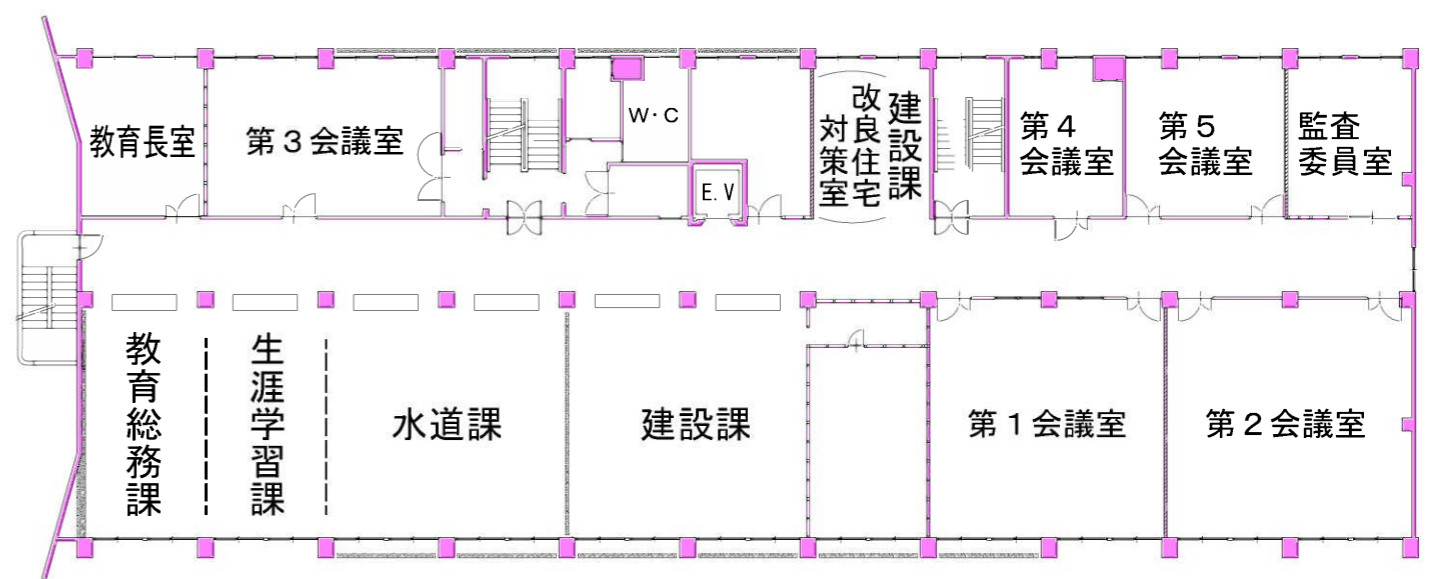 教育長室
第3会議室
W・C
E.V
建設課
改良住宅
対策室
第4
会議室
第5
会議室
監査
委員室
教育総務課
生涯学習課
水道課
建設課
第1会議室
第2会議室